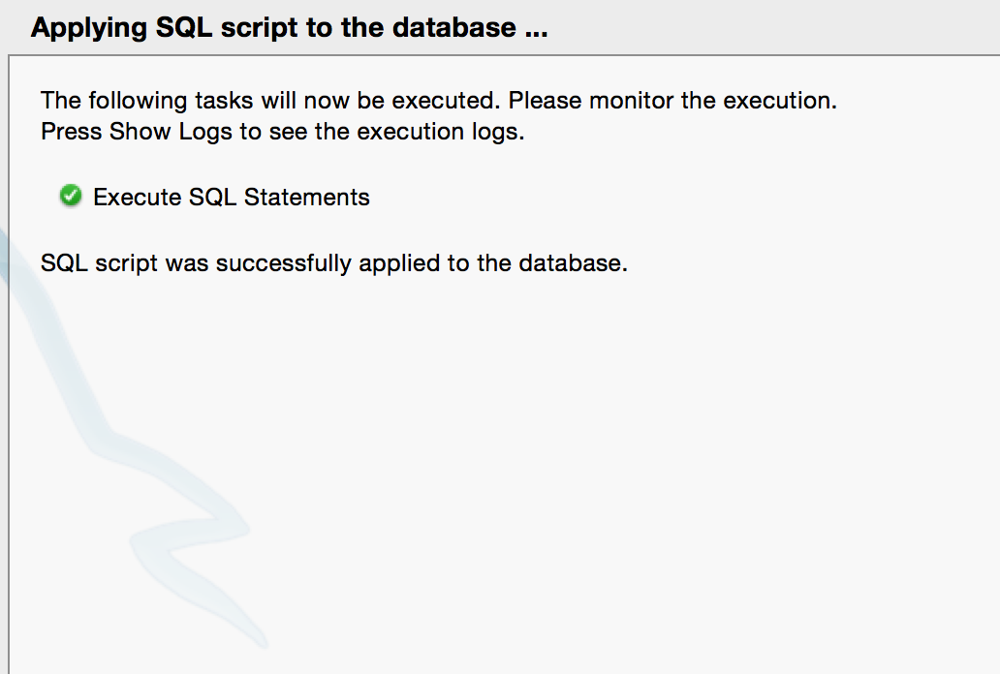 Applying SQL script to the database ...
The following tasks will now be executed. Please monitor the execution.
Press Show Logs to see the execution logs.
Execute SQL Statements
SQL script was successfully applied to the database.